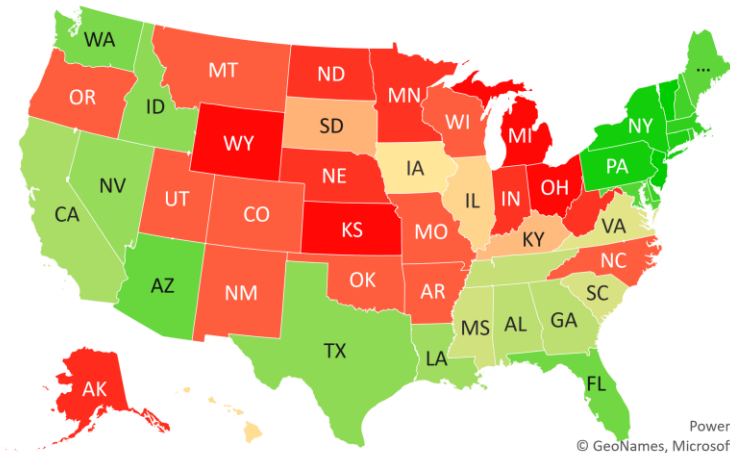 WA
MT
ND
MN
OR
ID
SD
WI
MI
NY
...
WY
PA
NE
IA
IL
IN
OH
NV
UT
CO
KS
MO
KY
VA
CA
NC
AZ
NM
OK
AR
SC
MS
AL
GA
TX
LA
AK
FL
Power
© GeoNames, Microsof